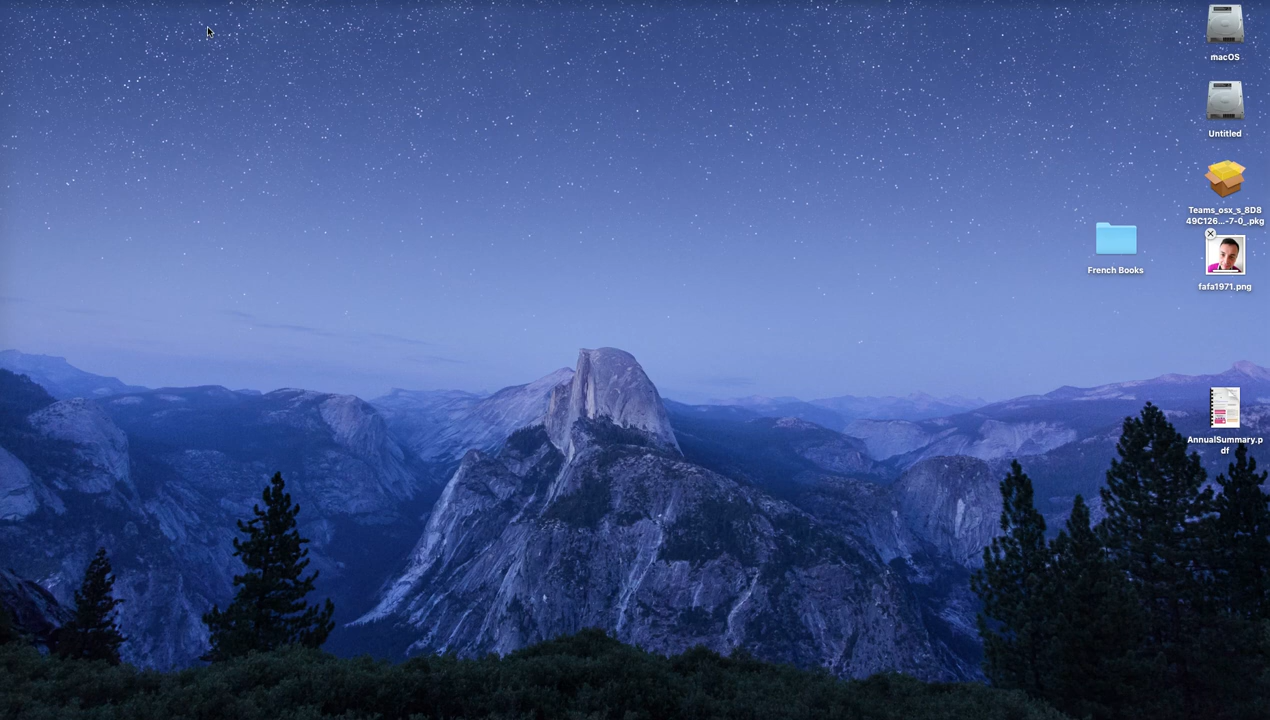 macOS
Untitled
Teams_osx_s_8D8
49C126...-7-0_.pkg
French Books
fafa1971.png
AnnualSummary.p
df